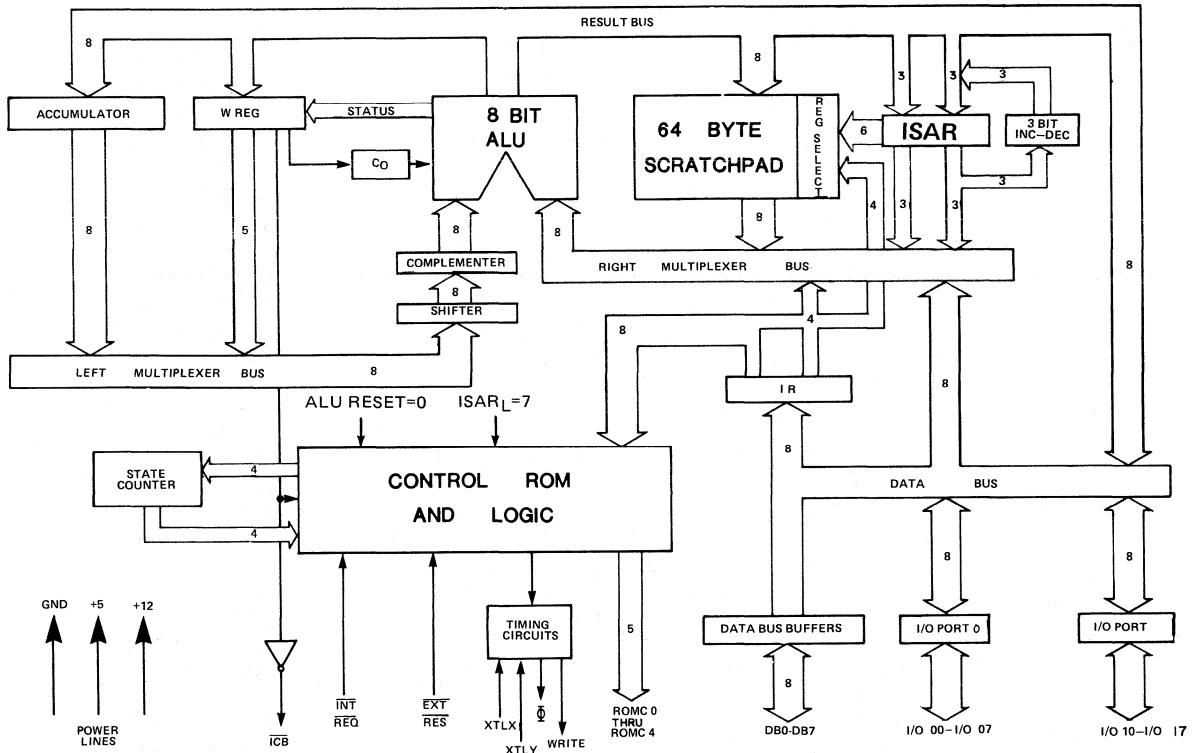 RESULT BUS
8
8
3
3
3
ACCUMULATOR
W REG
STATUS
8 BIT
ALU
64 BYTE
SCRATCHPAD
REG SELECT
6
ISAR
3 BIT
INC-DEC
C0
3
8
5
8
8
8
4
3
3
COMPLEMENTER
RIGHT MULTIPLEXER BUS
8
8
SHIFTER
8
4
LEFT MULTIPLEXER BUS
8
IR
8
ALU RESET=0
ISARL=7
8
STATE
COUNTER
4
4
CONTROL ROM
AND LOGIC
DATA BUS
8
8
GND
+5
+12
TIMING
CIRCUITS
5
DATA BUS BUFFERS
I/O PORT 0
I/O PORT
8
POWER
LINES
ICB
INT
REQ
EXT
RES
XTLX
XTLY
Φ
WRITE
ROMC 0
THRU
ROMC 4
DB0-DB7
I/O 00-I/O 07
I/O 10-I/O 17